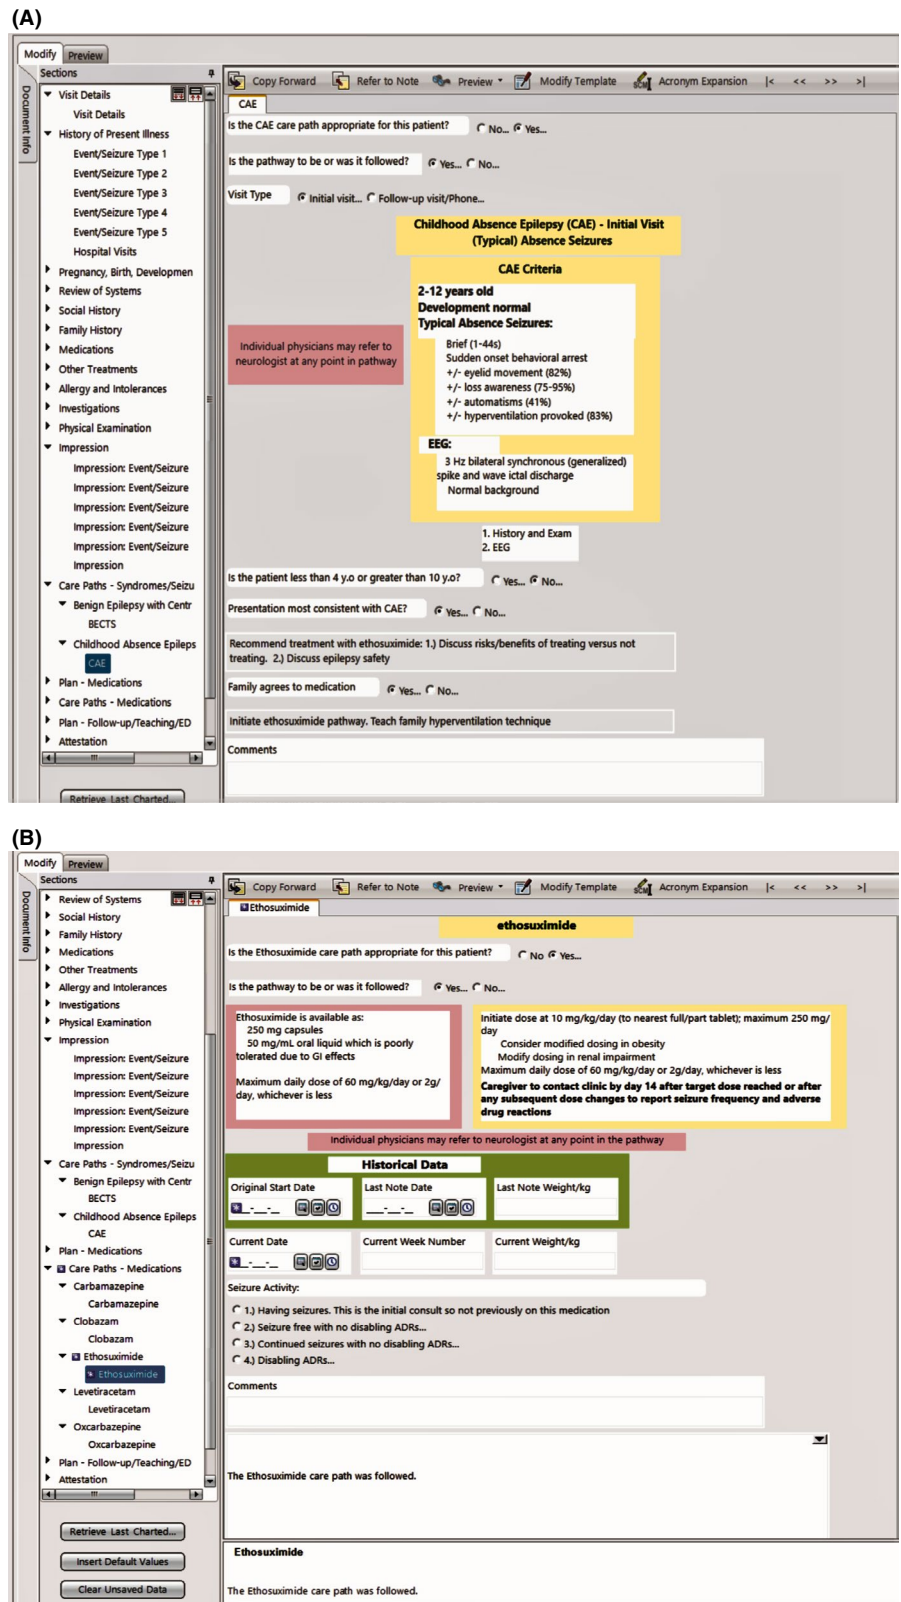 (A)
Modify Preview
Document Info
Sections
Visit Details
Visit Details
History of Present Illness
Event/Seizure Type 1
Event/Seizure Type 2
Event/Seizure Type 3
Event/Seizure Type 4
Event/Seizure Type 5
Hospital Visits
Pregnancy, Birth, Developmen
Review of Systems
Social History
Family History
Medications
Other Treatments
Allergy and Intolerances
Investigations
Physical Examination
Impression
Impression: Event/Seizure
Impression: Event/Seizure
Impression: Event/Seizure
Impression: Event/Seizure
Impression: Event/Seizure
Impression
Care Paths - Syndromes/Seizu
Benign Epilepsy with Centr
BECTS
Childhood Absence Epileps
CAE
Plan - Medications
Care Paths - Medications
Plan - Follow-up/Teaching/ED
Attestation
Retrieve Last Charted...
Copy Forward Refer to Note Preview Modify Template SCM Acronym Expansion |< << >> >|
CAE
Is the CAE care path appropriate for this patient? No... Yes...
Is the pathway to be or was it followed? Yes... No...
Visit Type Initial visit... Follow-up visit/Phone...
Childhood Absence Epilepsy (CAE) - Initial Visit
(Typical) Absence Seizures
CAE Criteria
2-12 years old
Development normal
Typical Absence Seizures:
Brief (1-44s)
Sudden onset behavioral arrest
+/- eyelid movement (82%)
+/- loss awareness (75-95%)
+/- automatisms (41%)
+/- hyperventilation provoked (83%)
Individual physicians may refer to
neurologist at any point in pathway
EEG:
3 Hz bilateral synchronous (generalized)
spike and wave ictal discharge
Normal background
1. History and Exam
2. EEG
Is the patient less than 4 y.o or greater than 10 y.o? Yes... No...
Presentation most consistent with CAE? Yes... No...
Recommend treatment with ethosuximide: 1.) Discuss risks/benefits of treating versus not
treating. 2.) Discuss epilepsy safety
Family agrees to medication Yes... No...
Initiate ethosuximide pathway. Teach family hyperventilation technique
Comments
(B)
Modify Preview
Document Info
Sections
Review of Systems
Social History
Family History
Medications
Other Treatments
Allergy and Intolerances
Investigations
Physical Examination
Impression
Impression: Event/Seizure
Impression: Event/Seizure
Impression: Event/Seizure
Impression: Event/Seizure
Impression: Event/Seizure
Impression
Care Paths - Syndromes/Seizu
Benign Epilepsy with Centr
BECTS
Childhood Absence Epileps
CAE
Plan - Medications
Care Paths - Medications
Carbamazepine
Carbamazepine
Clobazam
Clobazam
Ethosuximide
Ethosuximide
Levetiracetam
Levetiracetam
Oxcarbazepine
Oxcarbazepine
Plan - Follow-up/Teaching/ED
Attestation
Retrieve Last Charted...
Insert Default Values
Clear Unsaved Data
Copy Forward Refer to Note Preview Modify Template SCM Acronym Expansion |< << >> >|
Ethosuximide
ethosuximide
Is the Ethosuximide care path appropriate for this patient? No Yes...
Is the pathway to be or was it followed? Yes... No...
Ethosuximide is available as:
250 mg capsules
50 mg/mL oral liquid which is poorly
tolerated due to GI effects
Maximum daily dose of 60 mg/kg/day or 2g/
day, whichever is less
Initiate dose at 10 mg/kg/day (to nearest full/part tablet); maximum 250 mg/
day
Consider modified dosing in obesity
Modify dosing in renal impairment
Maximum daily dose of 60 mg/kg/day or 2g/day, whichever is less
Caregiver to contact clinic by day 14 after target dose reached or after
any subsequent dose changes to report seizure frequency and adverse
drug reactions
Individual physicians may refer to neurologist at any point in the pathway
Historical Data
Original Start Date Last Note Date Last Note Weight/kg
Current Date Current Week Number Current Weight/kg
Seizure Activity:
1.) Having seizures. This is the initial consult so not previously on this medication
2.) Seizure free with no disabling ADRs...
3.) Continued seizures with no disabling ADRs...
4.) Disabling ADRs...
Comments
The Ethosuximide care path was followed.
Ethosuximide
The Ethosuximide care path was followed.